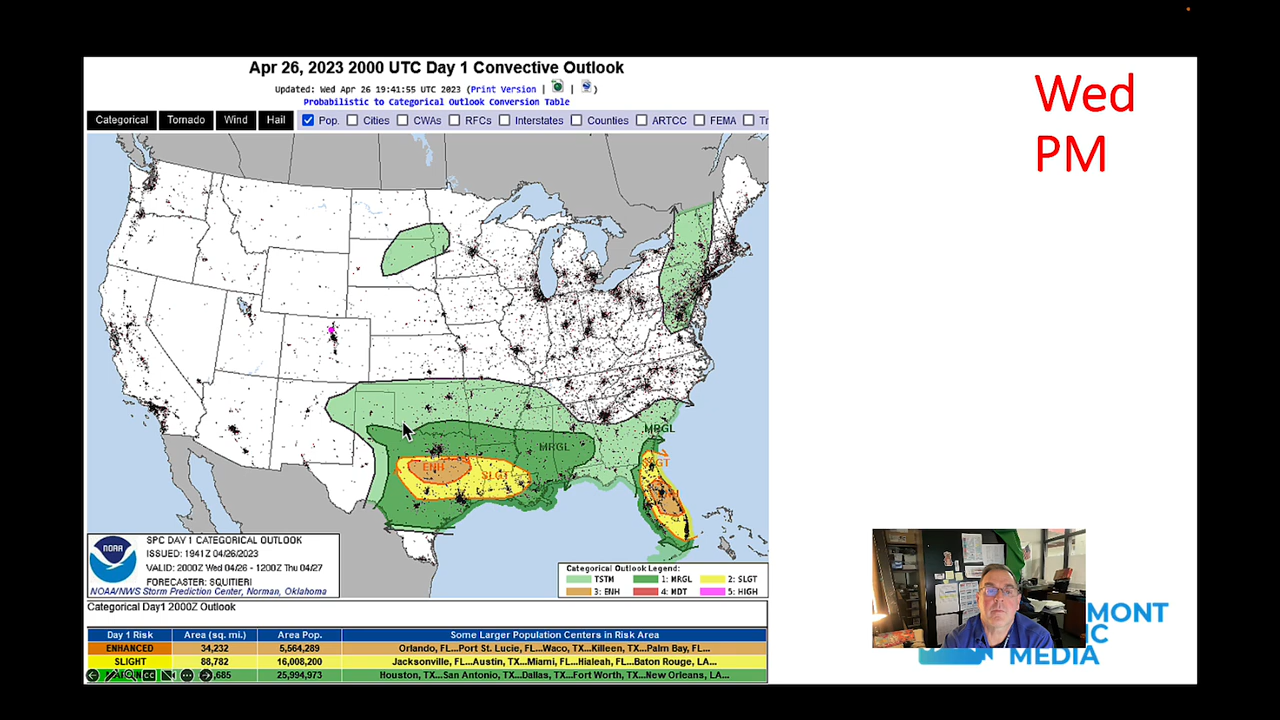 Apr 26, 2023 2000 UTC Day 1 Convective Outlook
Updated: Wed Apr 26 19:41:55 UTC 2023 (Print Version | | )
Probabilistic to Categorical Outlook Conversion Table
Categorical Tornado Wind Hail Pop. Cities CWAs RFCs Interstates Counties ARTCC FEMA Tr
Wed
PM
MRGL
MRGL
ENH
SLGT
SPC DAY 1 CATEGORICAL OUTLOOK
ISSUED: 1941Z 04/26/2023
VALID: 2000Z Wed 04/26 - 1200Z Thu 04/27
FORECASTER: SQUITIERI
NOAA/NWS Storm Prediction Center, Norman, Oklahoma
NOAA
Categorical Outlook Legend:
TSTM 1: MRGL 2: SLGT
3: ENH 4: MDT 5: HIGH
Categorical Day1 2000Z Outlook
Day 1 Risk Area (sq. mi.) Area Pop. Some Larger Population Centers in Risk Area
ENHANCED 34,232 5,564,289 Orlando, FL...Port St. Lucie, FL...Waco, TX...Killeen, TX...Palm Bay, FL...
SLIGHT 88,782 16,008,200 Jacksonville, FL...Austin, TX...Miami, FL...Hialeah, FL...Baton Rouge, LA...
,685 25,994,973 Houston, TX...San Antonio, TX...Dallas, TX...Fort Worth, TX...New Orleans, LA...
CC
MONT
IC
MEDIA